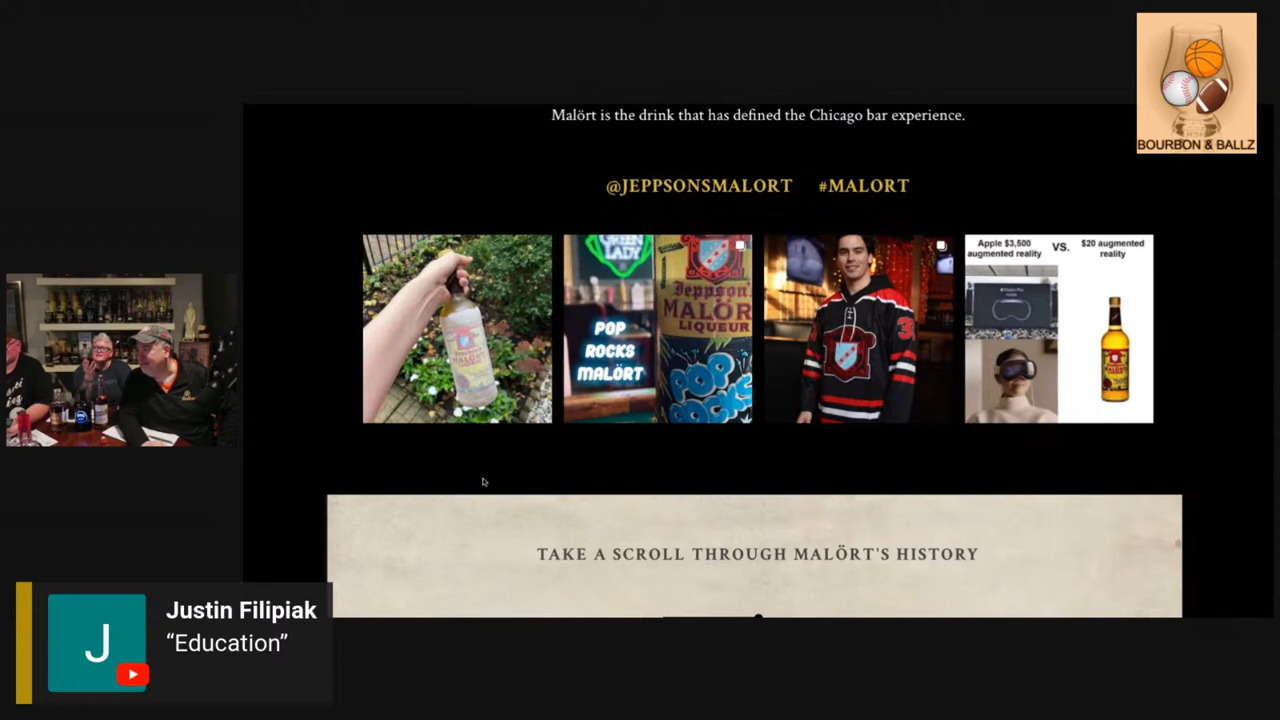 BOURBON & BALLZ
Malört is the drink that has defined the Chicago bar experience.
@JEPPSONSMALORT #MALORT
GREEN
LADY
POP
ROCKS
MALÖRT
Jeppson
MALÖR
LIQUEUR
POP
ROCKS
3
Apple $3,500
augmented reality
VS.
$20 augmented
reality
MALÖRT
TAKE A SCROLL THROUGH MALÖRT'S HISTORY
J
Justin Filipiak
“Education”